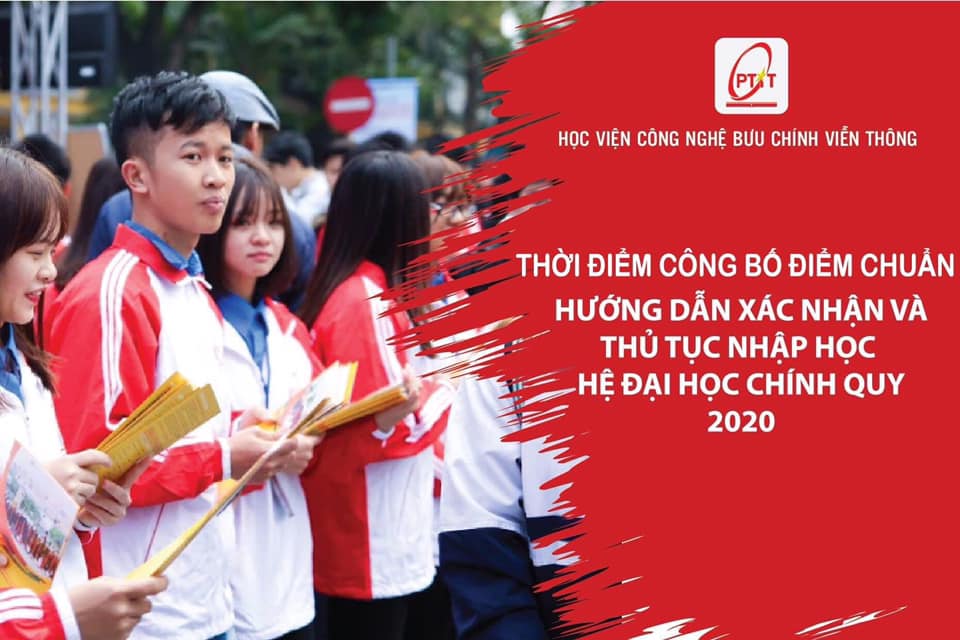 PTIT
HỌC VIỆN CÔNG NGHỆ BƯU CHÍNH VIỄN THÔNG
THỜI ĐIỂM CÔNG BỐ ĐIỂM CHUẨN
HƯỚNG DẪN XÁC NHẬN VÀ
THỦ TỤC NHẬP HỌC
HỆ ĐẠI HỌC CHÍNH QUY
2020